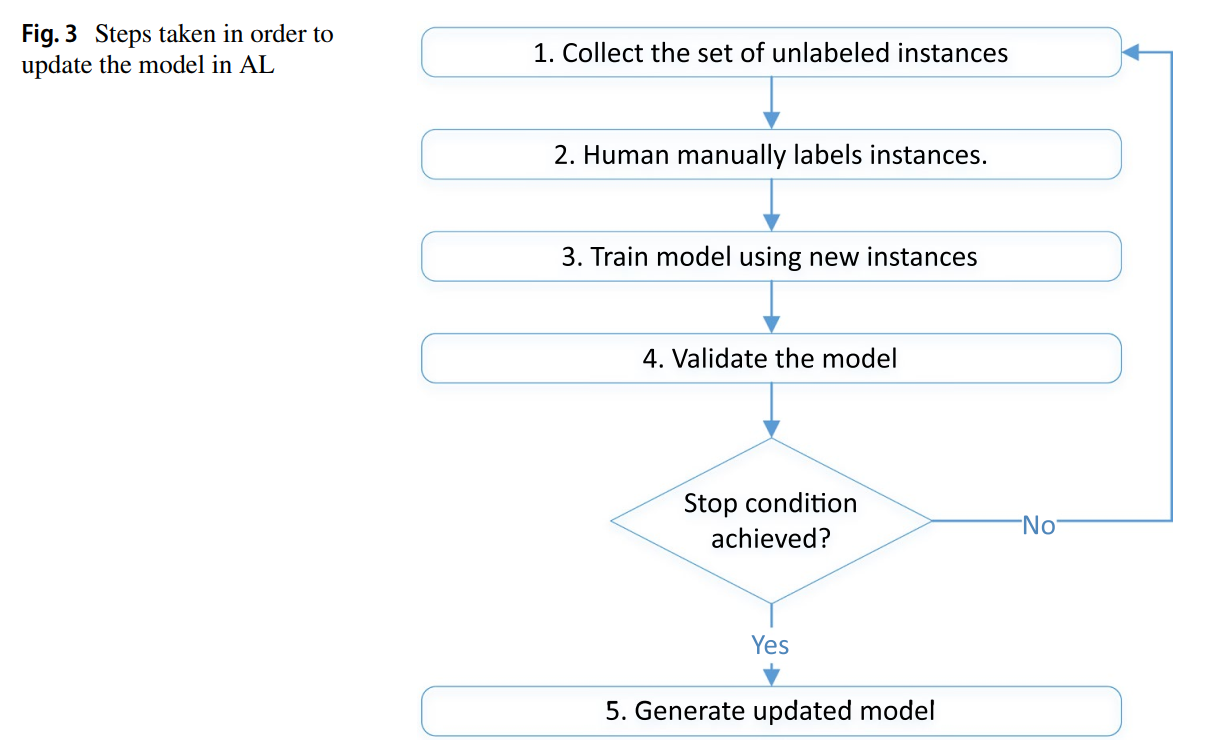 Fig. 3 Steps taken in order to
update the model in AL
1. Collect the set of unlabeled instances
2. Human manually labels instances.
3. Train model using new instances
4. Validate the model
Stop condition
achieved?
No
Yes
5. Generate updated model